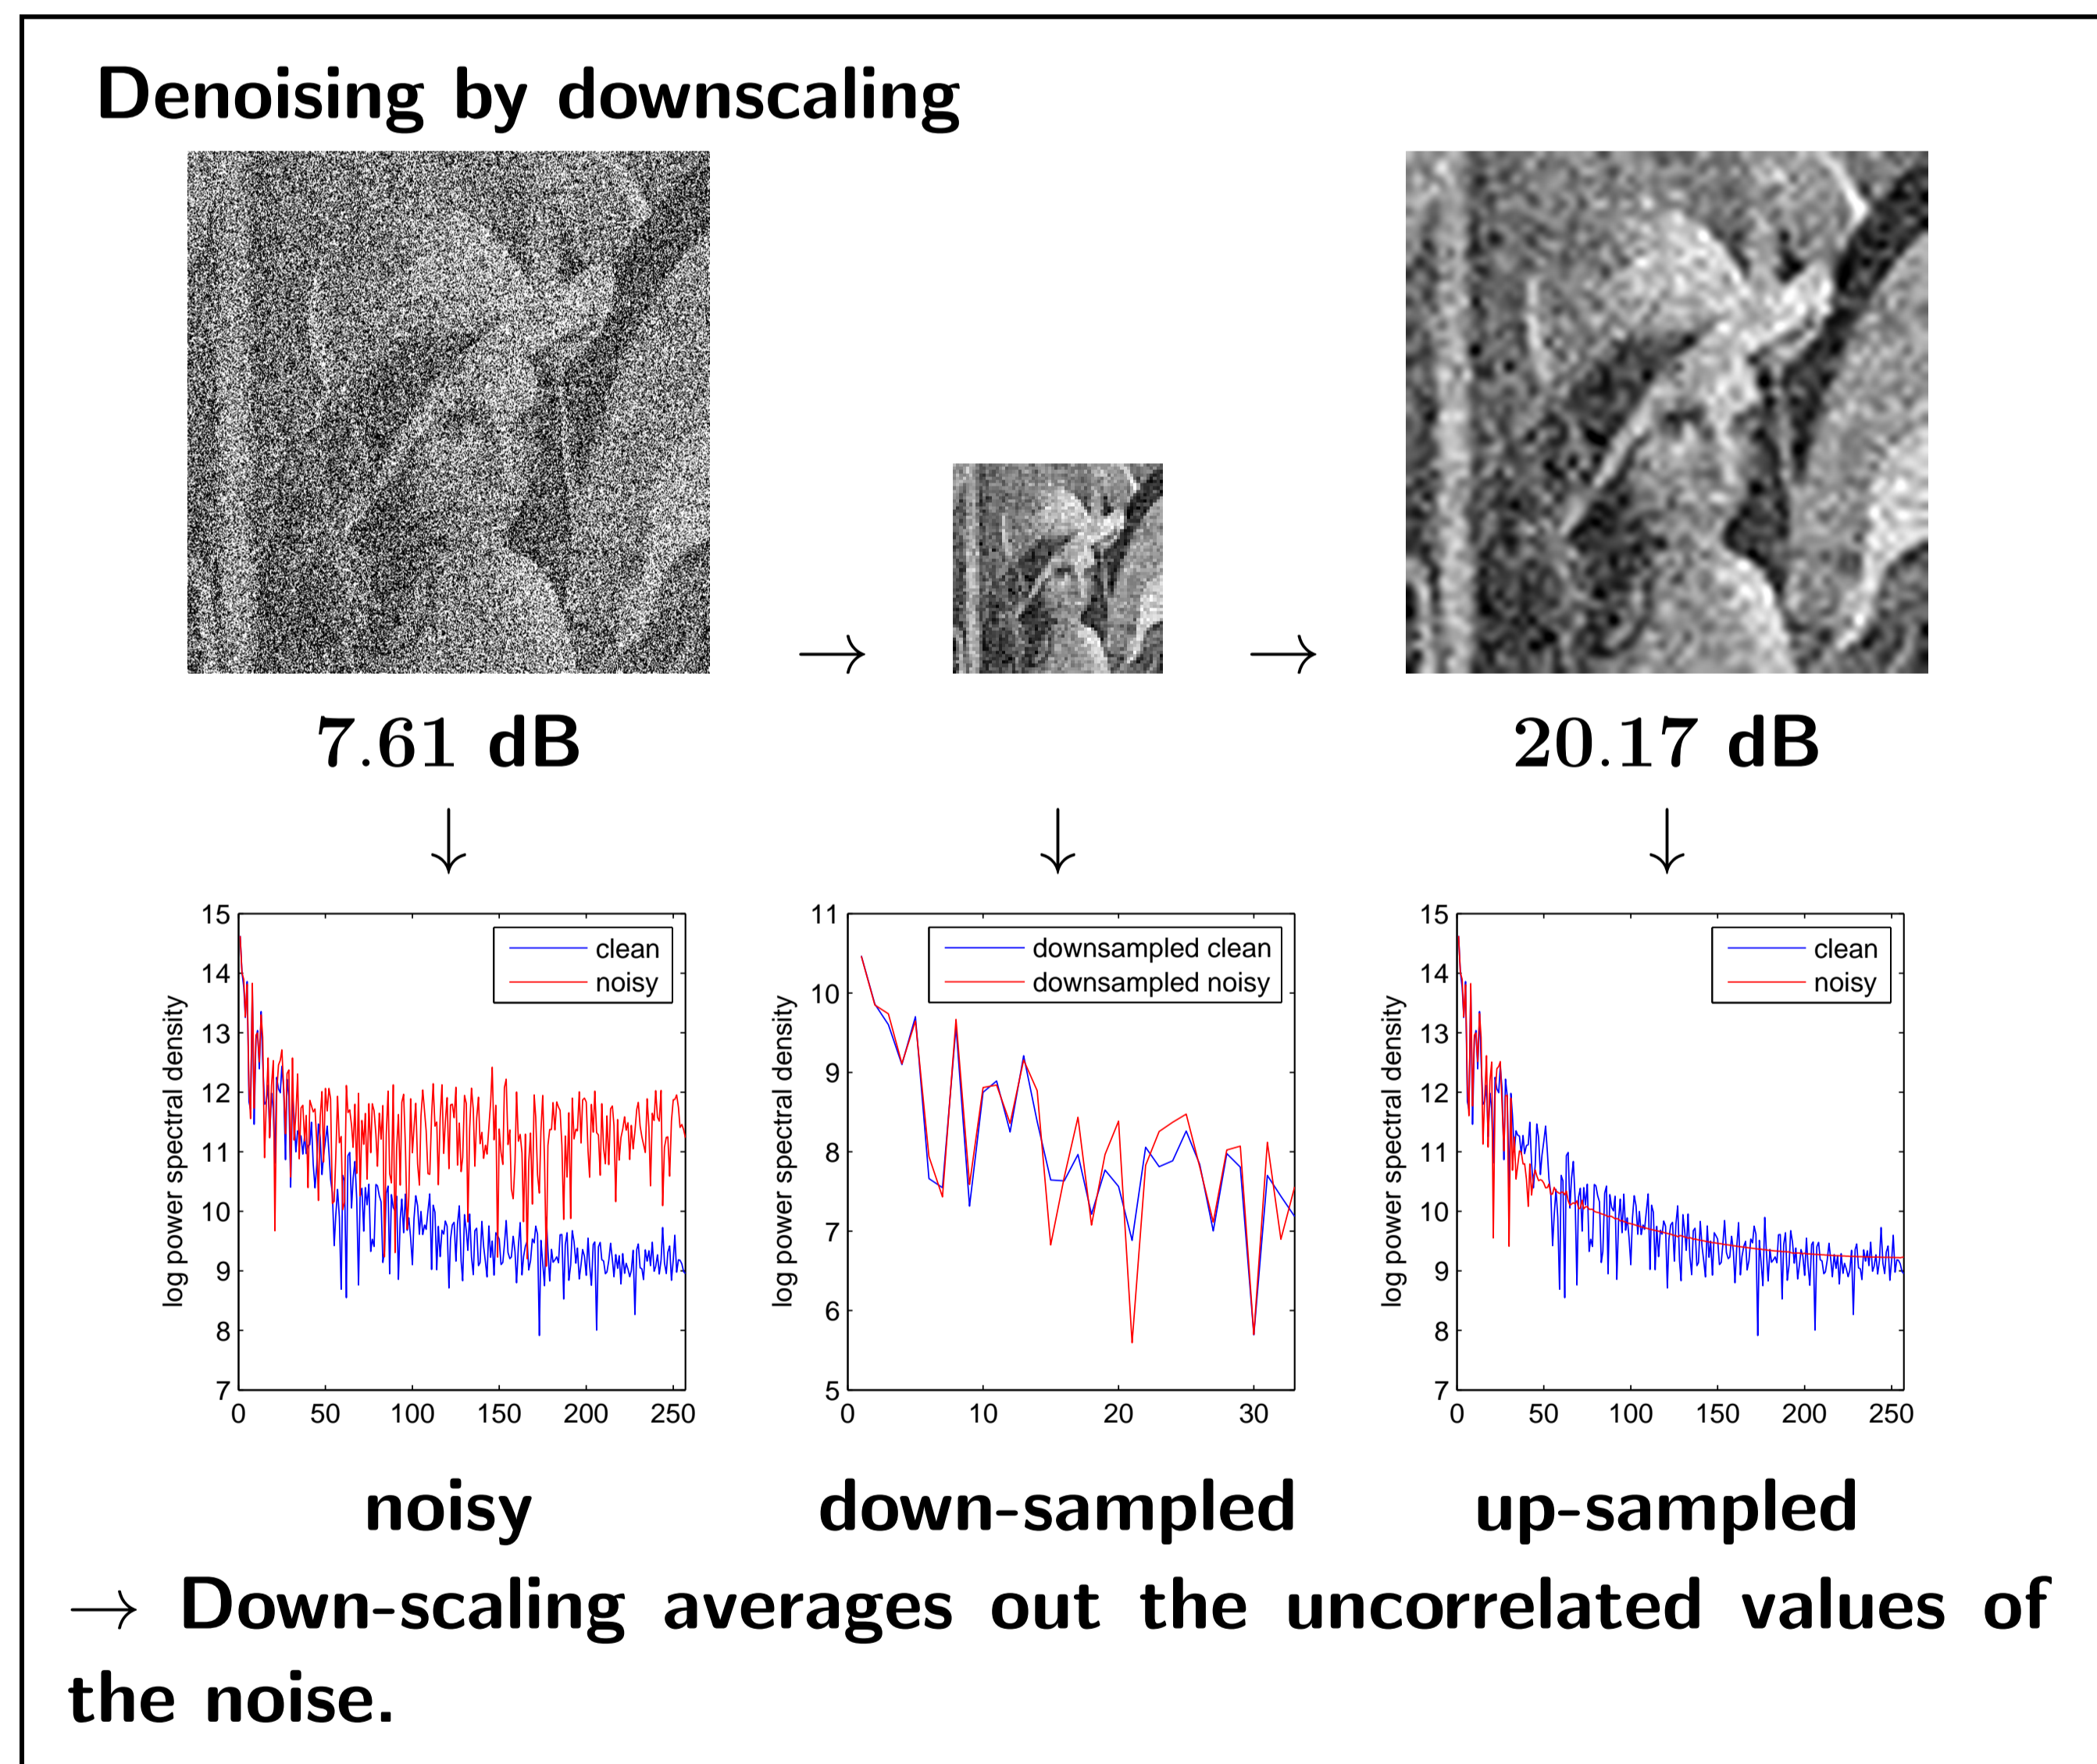 Denoising by downscaling
→ →
7.61 dB 20.17 dB
↓ ↓ ↓
15
14
13
12
11
10
9
8
7
0 50 100 150 200 250
log power spectral density
clean
noisy
11
10
9
8
7
6
5
0 10 20 30
log power spectral density
downsampled clean
downsampled noisy
15
14
13
12
11
10
9
8
7
0 50 100 150 200 250
log power spectral density
clean
noisy
noisy down-sampled up-sampled
→ Down-scaling averages out the uncorrelated values of
the noise.